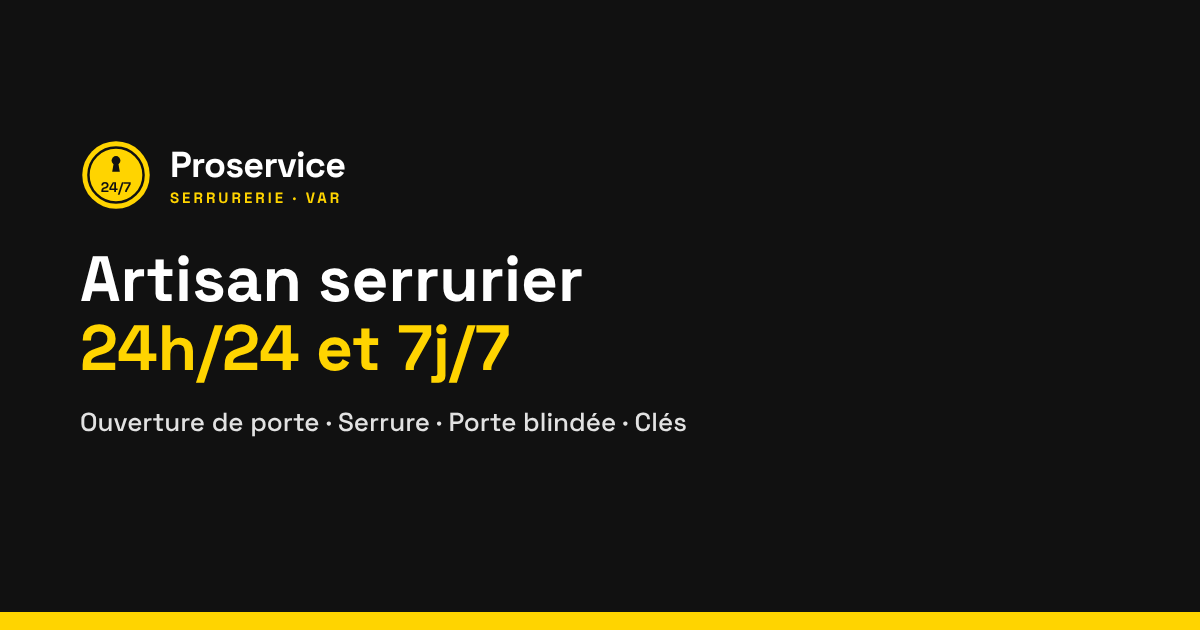 24/7
Proservice
SERRURERIE · VAR
Artisan serrurier
24h/24 et 7j/7
Ouverture de porte · Serrure · Porte blindée · Clés